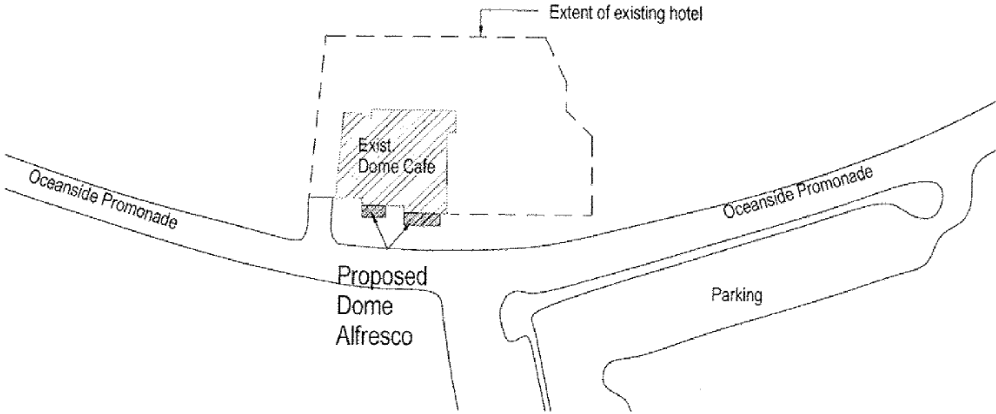 Extent of existing hotel
Exist.
Dome Cafe
Oceanside Promonade
Oceanside Promonade
Proposed
Dome
Alfresco
Parking